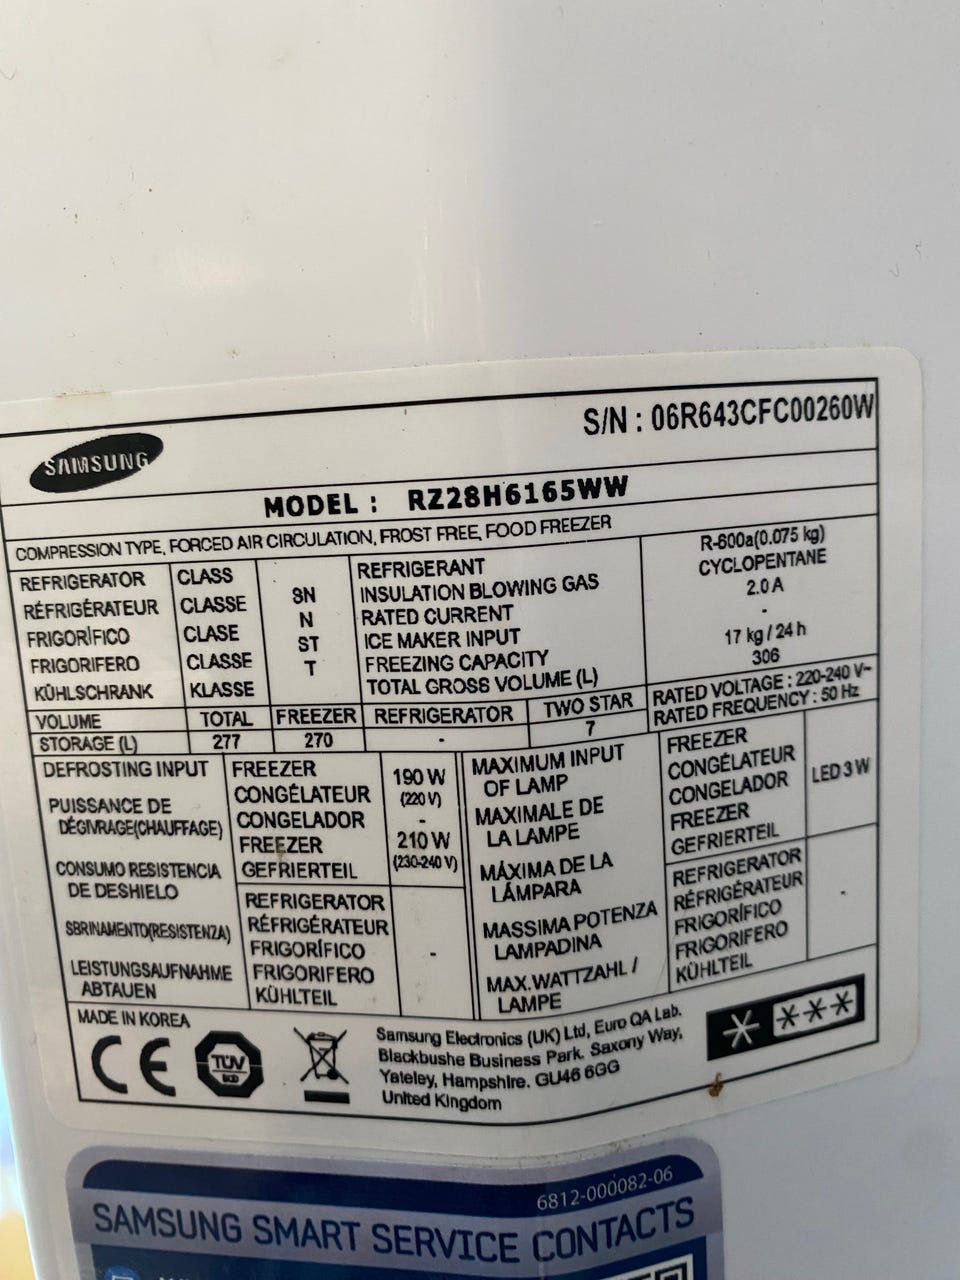 S/N : 06R643CFC00260W
SAMSUNG
MODEL : RZ28H6165WW
COMPRESSION TYPE, FORCED AIR CIRCULATION, FROST FREE, FOOD FREEZER
REFRIGERATOR CLASS
RÉFRIGÉRATEUR CLASSE
FRIGORÍFICO CLASE
FRIGORIFERO CLASSE
KÜHLSCHRANK KLASSE
SN
N
ST
T
REFRIGERANT R-600a(0.075 kg)
INSULATION BLOWING GAS CYCLOPENTANE
RATED CURRENT 2.0 A
ICE MAKER INPUT -
FREEZING CAPACITY 17 kg / 24 h
TOTAL GROSS VOLUME (L) 306
VOLUME TOTAL FREEZER REFRIGERATOR TWO STAR
STORAGE (L) 277 270 - 7
RATED VOLTAGE : 220-240 V~
RATED FREQUENCY : 50 Hz
DEFROSTING INPUT
PUISSANCE DE
DÉGIVRAGE(CHAUFFAGE)
CONSUMO RESISTENCIA
DE DESHIELO
SBRINAMENTO(RESISTENZA)
LEISTUNGSAUFNAHME
ABTAUEN
FREEZER
CONGÉLATEUR
CONGELADOR
FREEZER
GEFRIERTEIL
190 W
(220 V)
-
210 W
(230-240 V)
REFRIGERATOR
RÉFRIGÉRATEUR
FRIGORÍFICO
FRIGORIFERO
KÜHLTEIL
-
MAXIMUM INPUT
OF LAMP
MAXIMALE DE
LA LAMPE
MÁXIMA DE LA
LÁMPARA
MASSIMA POTENZA
LAMPADINA
MAX.WATTZAHL /
LAMPE
FREEZER
CONGÉLATEUR
CONGELADOR
FREEZER
GEFRIERTEIL
LED 3 W
REFRIGERATOR
RÉFRIGÉRATEUR
FRIGORÍFICO
FRIGORIFERO
KÜHLTEIL
-
MADE IN KOREA
CE
TÜV
Samsung Electronics (UK) Ltd, Euro QA Lab.
Blackbushe Business Park. Saxony Way,
Yateley, Hampshire. GU46 6GG
United Kingdom
6812-000082-06
SAMSUNG SMART SERVICE CONTACTS